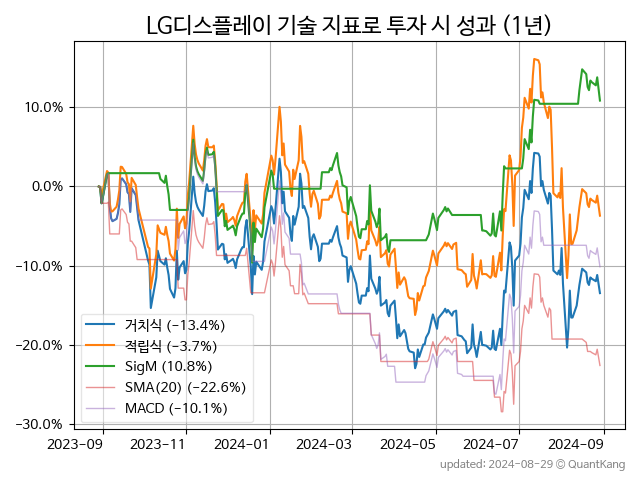 LG디스플레이 기술 지표로 투자 시 성과 (1년)
10.0%
0.0%
−10.0%
−20.0%
−30.0%
거치식 (−13.4%)
적립식 (−3.7%)
SigM (10.8%)
SMA(20) (−22.6%)
MACD (−10.1%)
2023-09 2023-11 2024-01 2024-03 2024-05 2024-07 2024-09
updated: 2024-08-29 © QuantKang